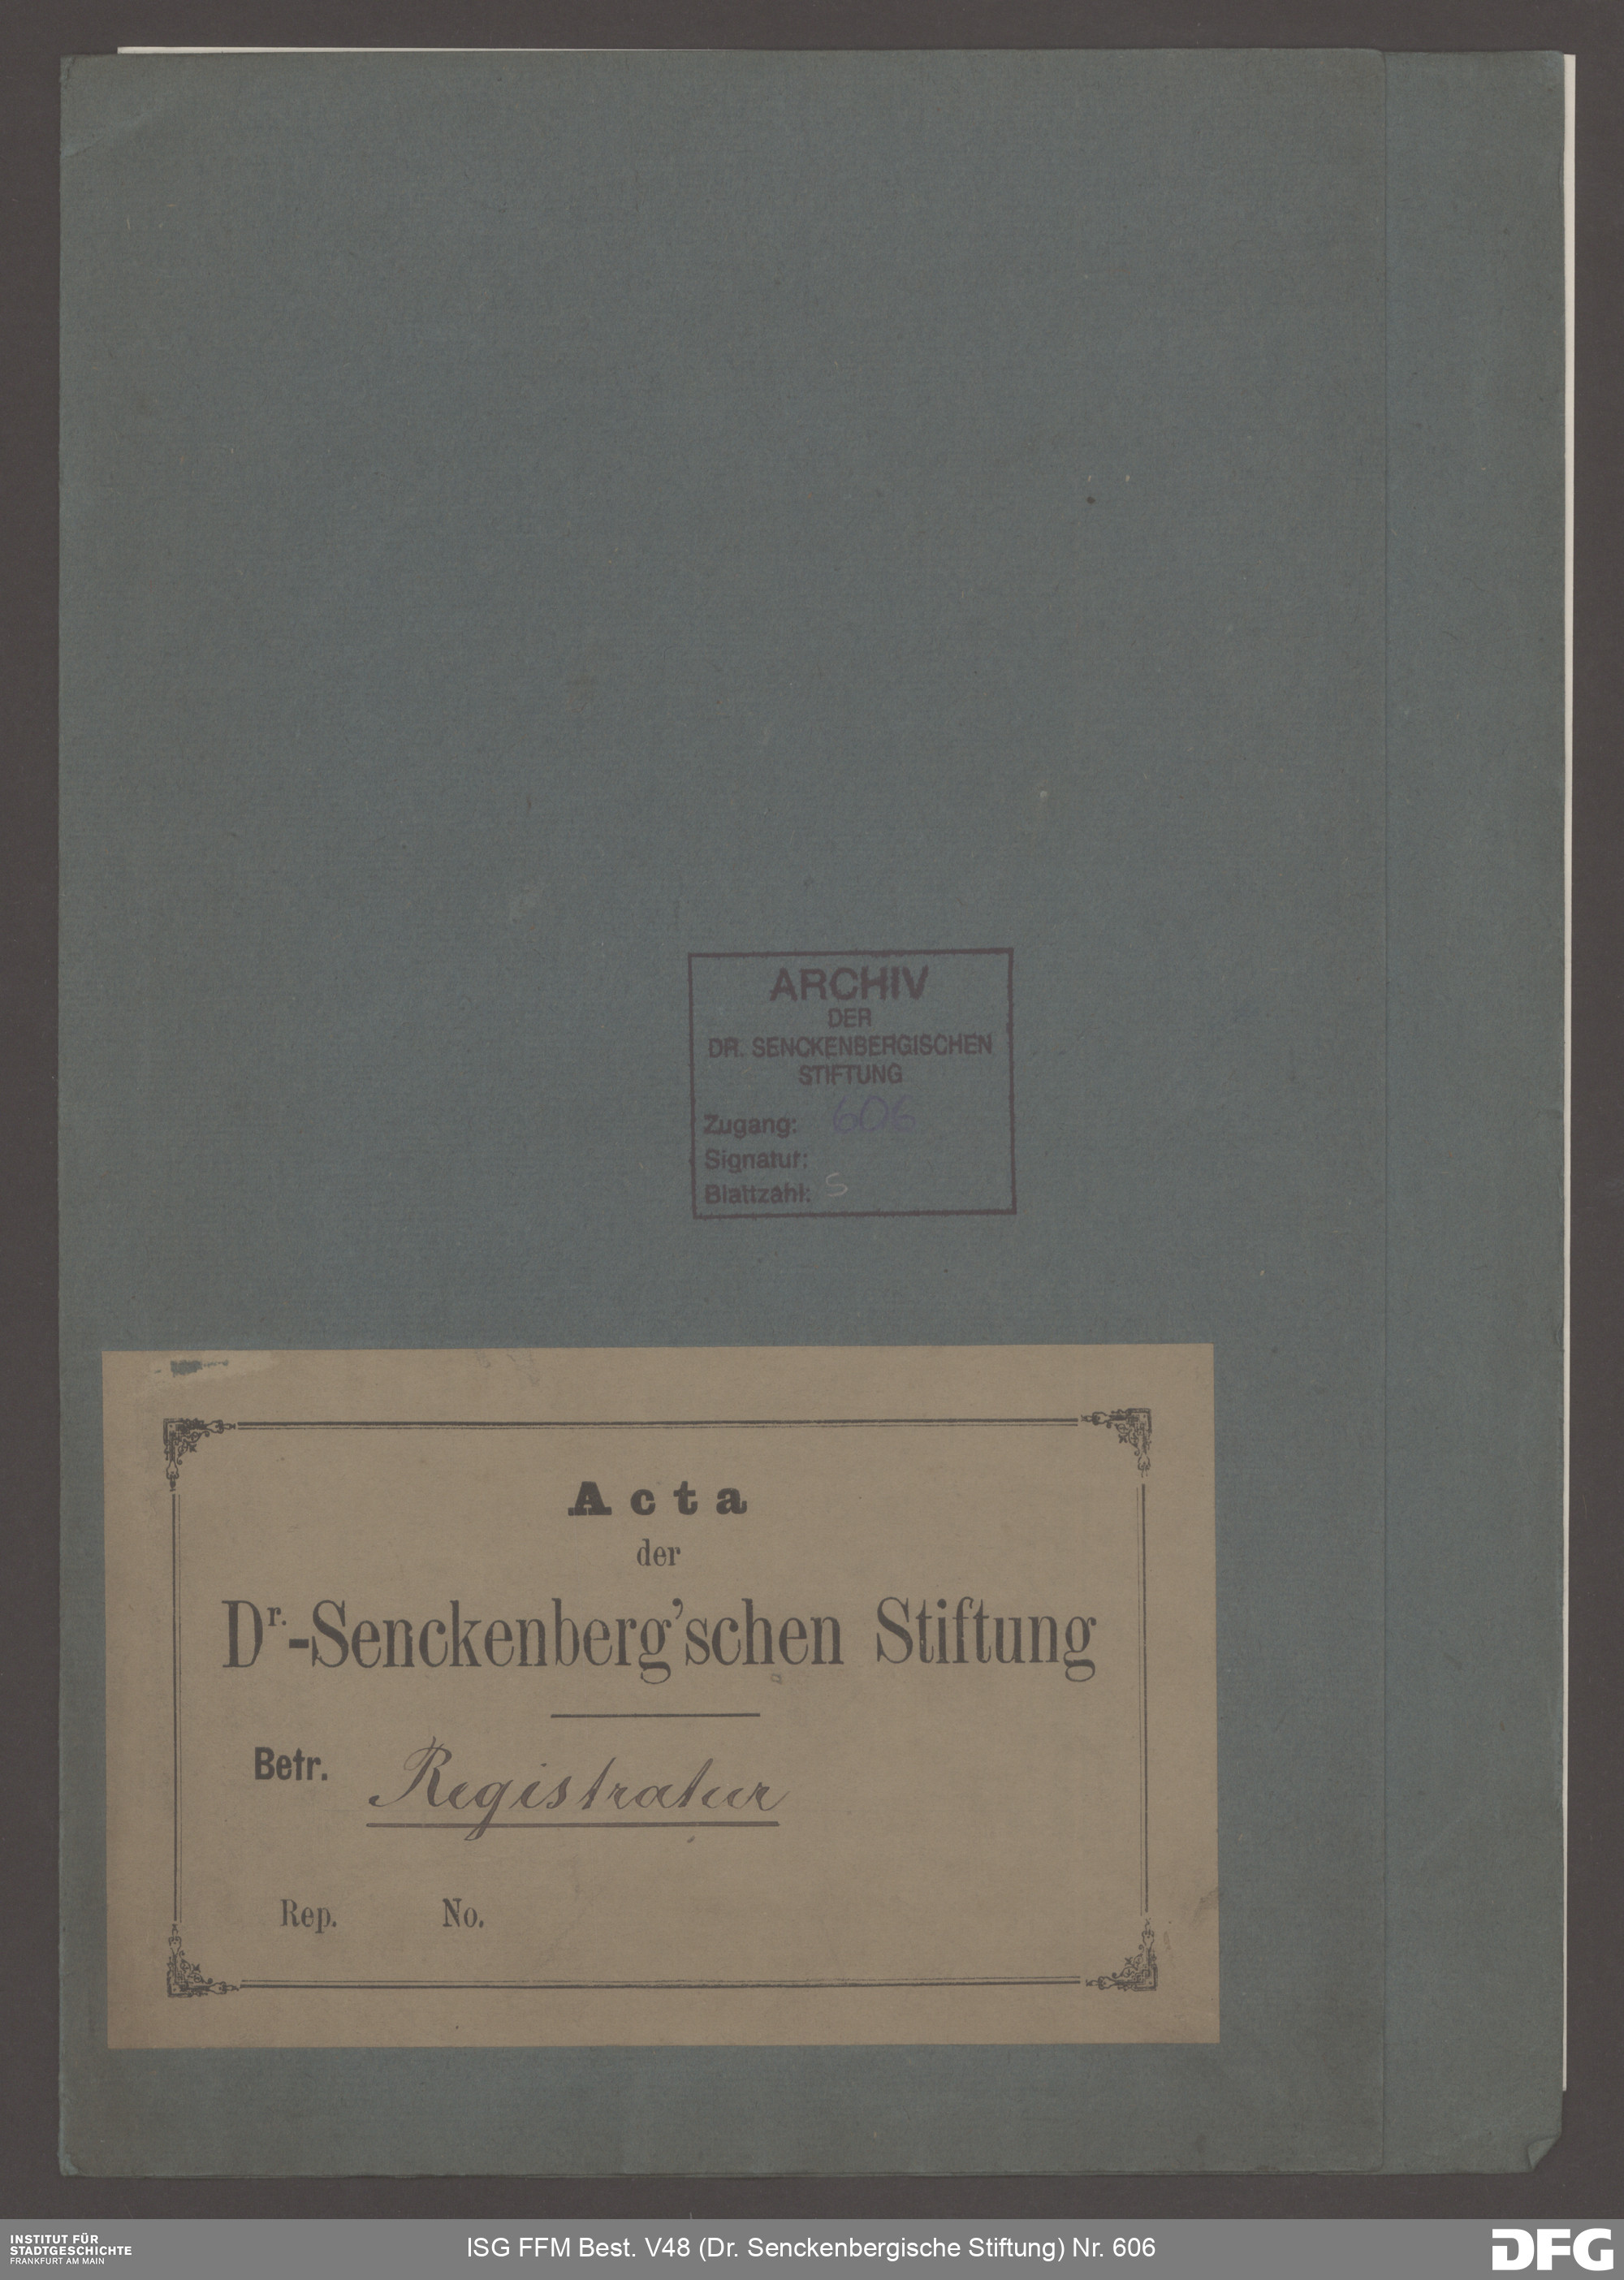 ARCHIV
DER
DR. SENCKENBERGISCHEN
STIFTUNG
Zugang: 606
Signatur:
Blattzahl: 5
Acta
der
Dr.-Senckenberg'schen Stiftung
Betr. Registratur
Rep. No.
INSTITUT FÜR
STADTGESCHICHTE
FRANKFURT AM MAIN
ISG FFM Best. V48 (Dr. Senckenbergische Stiftung) Nr. 606
DFG